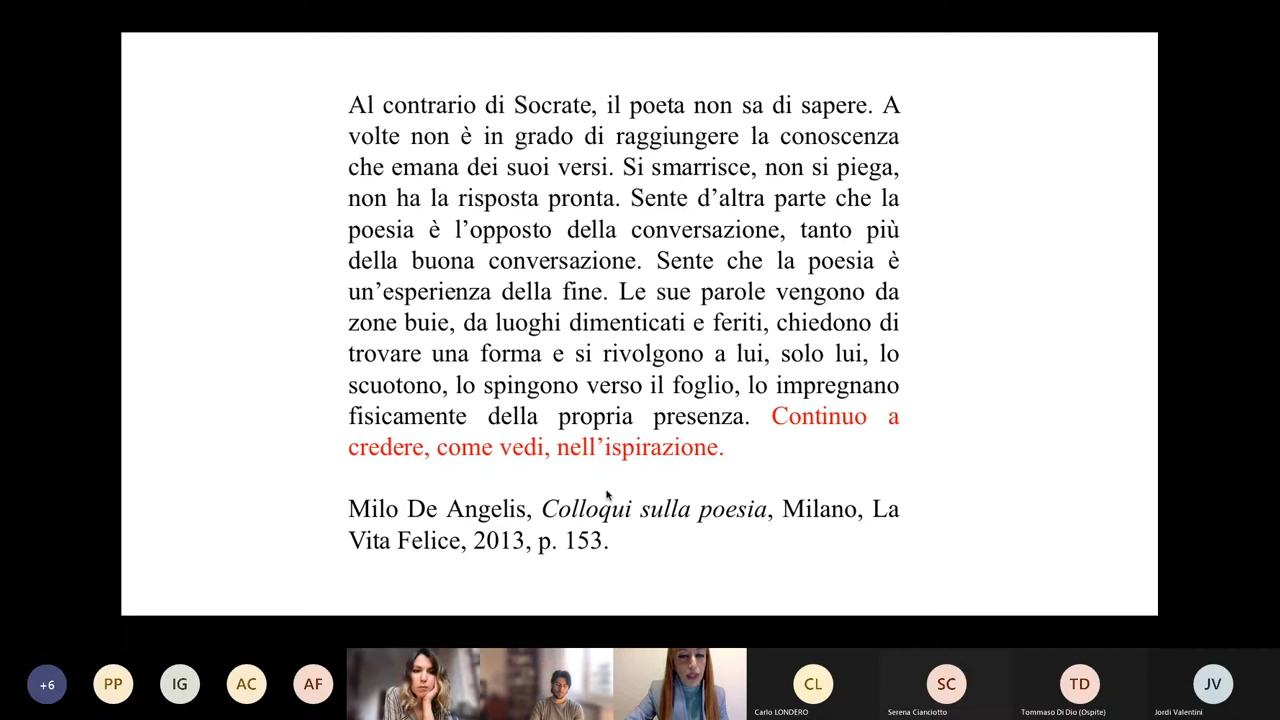 Al contrario di Socrate, il poeta non sa di sapere. A
volte non è in grado di raggiungere la conoscenza
che emana dei suoi versi. Si smarrisce, non si piega,
non ha la risposta pronta. Sente d’altra parte che la
poesia è l’opposto della conversazione, tanto più
della buona conversazione. Sente che la poesia è
un’esperienza della fine. Le sue parole vengono da
zone buie, da luoghi dimenticati e feriti, chiedono di
trovare una forma e si rivolgono a lui, solo lui, lo
scuotono, lo spingono verso il foglio, lo impregnano
fisicamente della propria presenza. Continuo a
credere, come vedi, nell’ispirazione.
Milo De Angelis, Colloqui sulla poesia, Milano, La
Vita Felice, 2013, p. 153.
+6 PP IG AC AF CL SC TD JV
Carlo LONDERO Serena Cianciotto Tommaso Di Dio (Ospite) Jordi Valentini